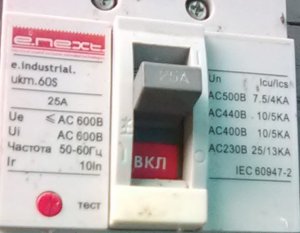 e.next
e.industrial.
ukm.60S
25A
Ue ≤ AC 600В
Ui AC 600В
Частота 50-60Гц
Ir 10in
тест
25A
ВКЛ
Un Icu/Ics
AC500В 7.5/4KA
AC440В 10/5KA
AC400В 10/5KA
AC230В 25/13KA
IEC 60947-2